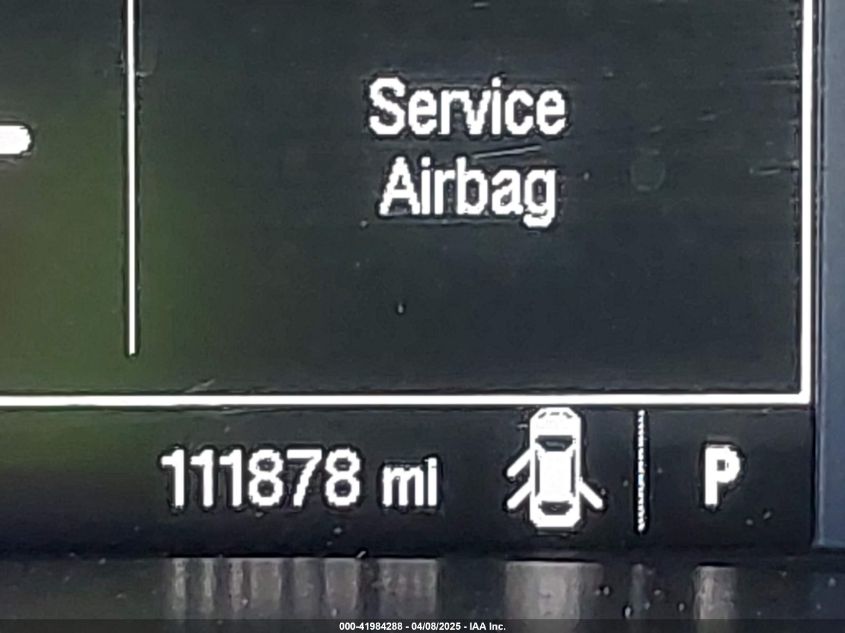 Service
Airbag
111878 mi P
000-41984288 - 04/08/2025 - IAA Inc.